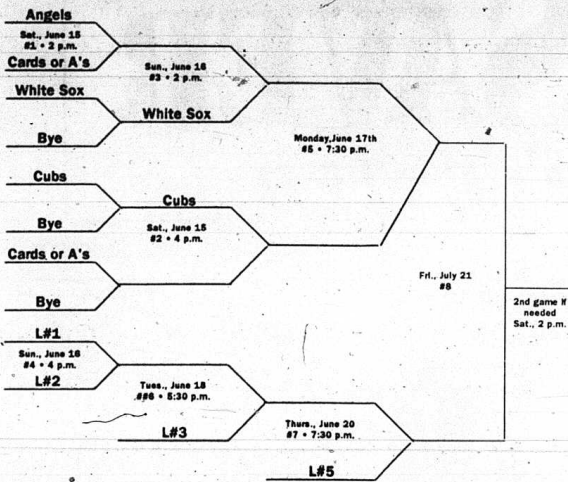 Angels
Sat., June 15
#1 • 2 p.m.
Cards or A's
Sun., June 16
#3 • 2 p.m.
White Sox
White Sox
Bye
Monday, June 17th
#5 • 7:30 p.m.
Cubs
Cubs
Bye
Sat., June 15
#2 • 4 p.m.
Cards or A's
Bye
Fri., July 21
#8
2nd game if
needed
Sat., 2 p.m.
L#1
Sun., June 16
#4 • 4 p.m.
L#2
Tues., June 18
##6 • 5:30 p.m.
L#3
Thurs., June 20
#7 • 7:30 p.m.
L#5